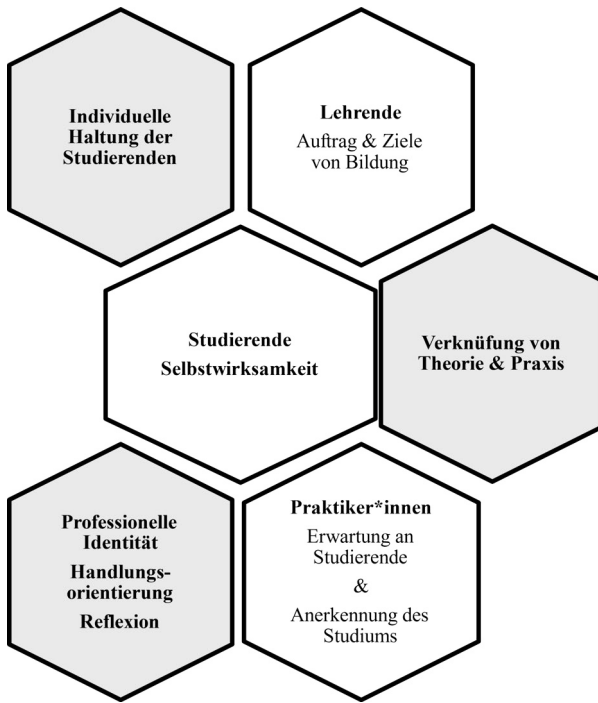 Individuelle
Haltung der
Studierenden
Lehrende
Auftrag & Ziele
von Bildung
Studierende
Selbstwirksamkeit
Verknüfung von
Theorie & Praxis
Professionelle
Identität
Handlungs-
orientierung
Reflexion
Praktiker*innen
Erwartung an
Studierende
&
Anerkennung des
Studiums